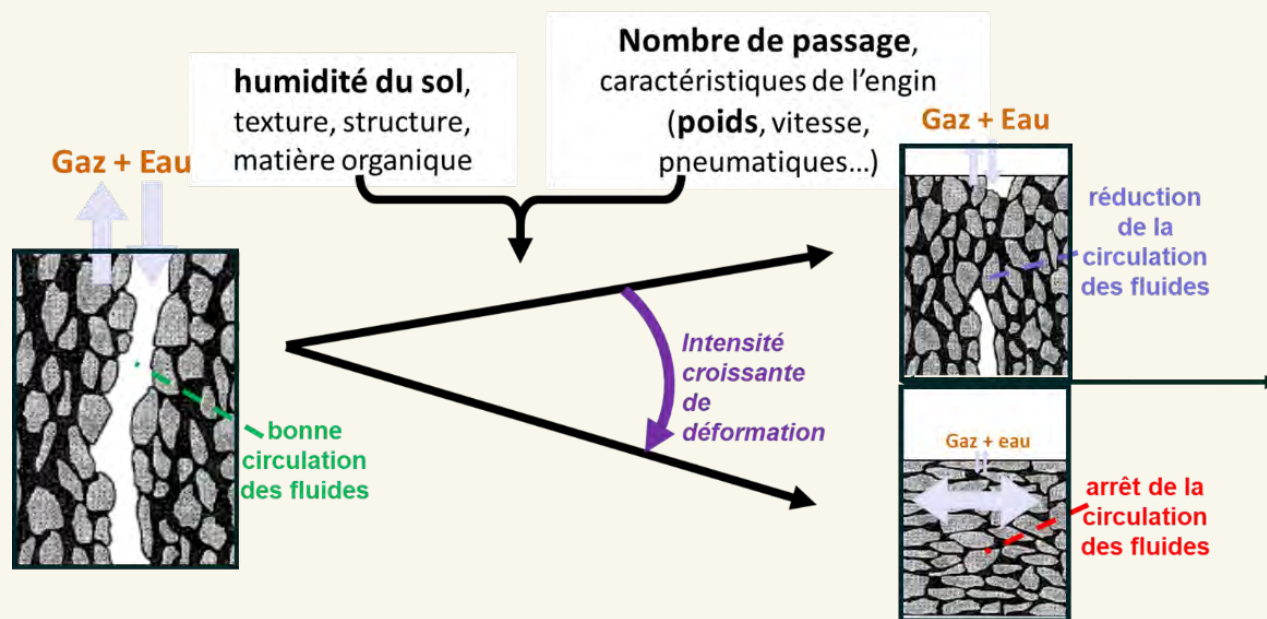 humidité du sol,
texture, structure,
matière organique
Nombre de passage,
caractéristiques de l’engin
(poids, vitesse,
pneumatiques...)
Gaz + Eau
bonne
circulation
des fluides
Intensité
croissante
de
déformation
Gaz + Eau
réduction
de la
circulation
des fluides
Gaz + eau
arrêt de la
circulation
des fluides